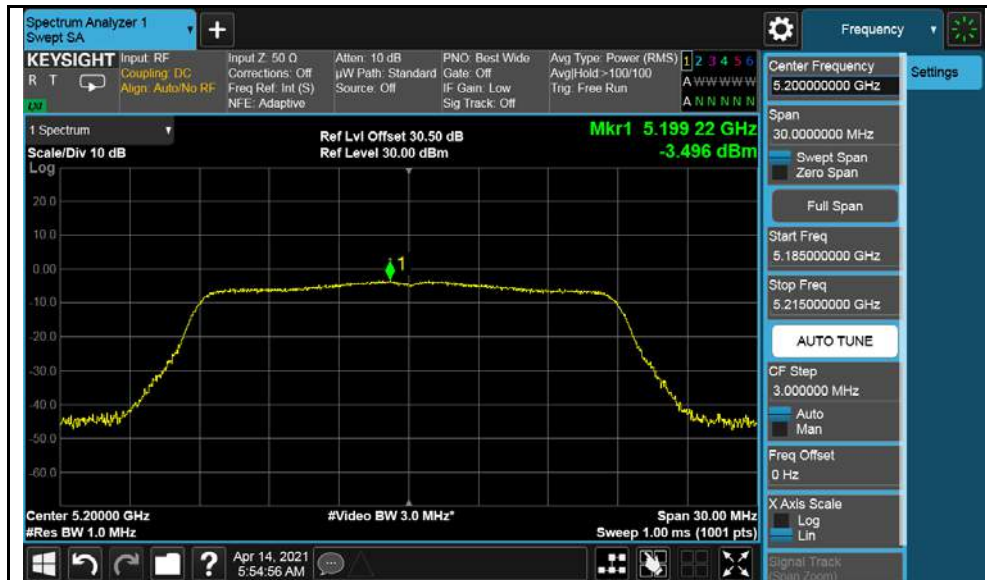 Spectrum Analyzer 1
Swept SA
+
Frequency
KEYSIGHT
R T
LXI
Input: RF
Coupling: DC
Align: Auto/No RF
Input Z: 50 Ω
Corrections: Off
Freq Ref: Int (S)
NFE: Adaptive
Atten: 10 dB
µW Path: Standard
Source: Off
PNO: Best Wide
Gate: Off
IF Gain: Low
Sig Track: Off
Avg Type: Power (RMS)
Avg|Hold:>100/100
Trig: Free Run
1 2 3 4 5 6
A W W W W W
A N N N N N
1 Spectrum
Scale/Div 10 dB
Log
Ref Lvl Offset 30.50 dB
Ref Level 30.00 dBm
Mkr1 5.199 22 GHz
-3.496 dBm
20.0
10.0
0.00
-10.0
-20.0
-30.0
-40.0
-50.0
-60.0
1
Center 5.20000 GHz
#Res BW 1.0 MHz
#Video BW 3.0 MHz*
Span 30.00 MHz
Sweep 1.00 ms (1001 pts)
Center Frequency
5.200000000 GHz
Span
30.0000000 MHz
Swept Span
Zero Span
Full Span
Start Freq
5.185000000 GHz
Stop Freq
5.215000000 GHz
AUTO TUNE
CF Step
3.000000 MHz
Auto
Man
Freq Offset
0 Hz
X Axis Scale
Log
Lin
Signal Track
(Span Zoom)
Settings
?
Apr 14, 2021
5:54:56 AM